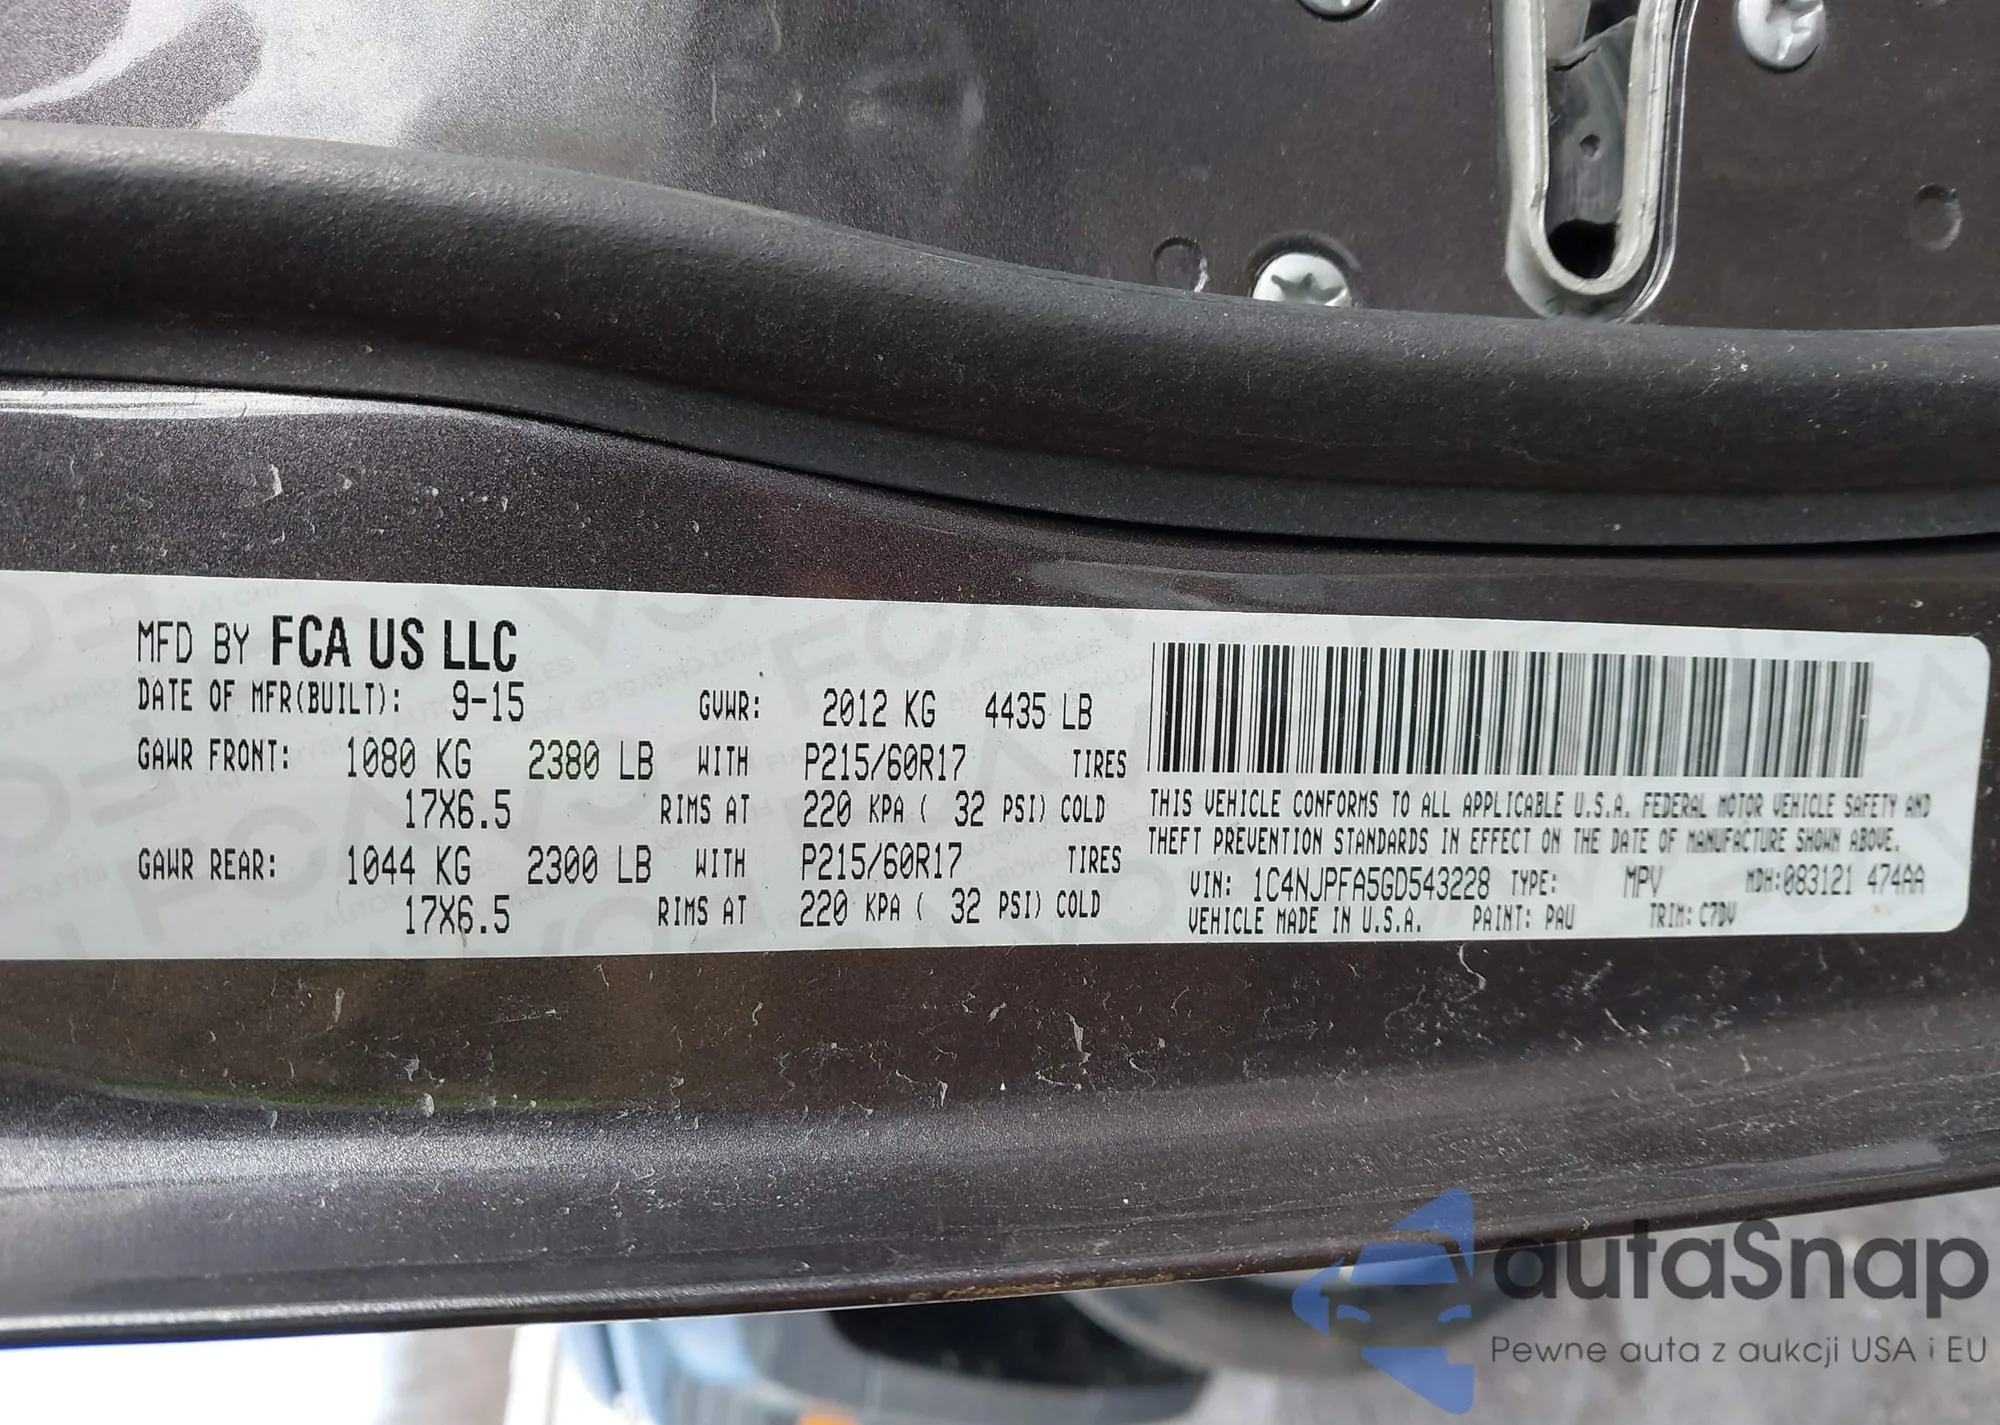 MFD BY FCA US LLC
DATE OF MFR(BUILT): 9-15 GVWR: 2012 KG 4435 LB
GAWR FRONT: 1080 KG 2380 LB WITH P215/60R17 TIRES
17X6.5 RIMS AT 220 KPA ( 32 PSI) COLD
GAWR REAR: 1044 KG 2300 LB WITH P215/60R17 TIRES
17X6.5 RIMS AT 220 KPA ( 32 PSI) COLD
THIS VEHICLE CONFORMS TO ALL APPLICABLE U.S.A. FEDERAL MOTOR VEHICLE SAFETY AND
THEFT PREVENTION STANDARDS IN EFFECT ON THE DATE OF MANUFACTURE SHOWN ABOVE.
VIN: 1C4NJPFA5GD543228 TYPE: MPV MDH:083121 474AA
VEHICLE MADE IN U.S.A. PAINT: PAU TRIM: C7DV
autaSnap
Pewne auta z aukcji USA i EU